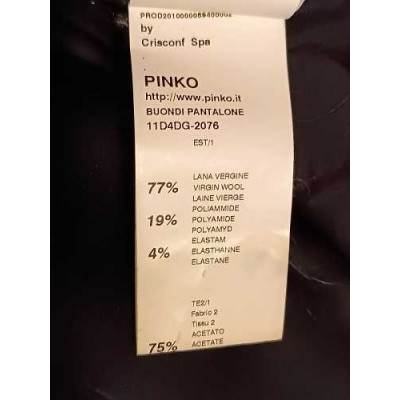 by
Crisconf Spa
PINKO
http://www.pinko.it
BUONDI PANTALONE
11D4DG-2076
EST/1
LANA VERGINE
77% VIRGIN WOOL
LAINE VIERGE
POLIAMMIDE
19% POLYAMIDE
POLYAMYD
ELASTAM
4% ELASTHANNE
ELASTANE
TE2/1
Fabric 2
Tissu 2
ACETATO
75% ACETATE